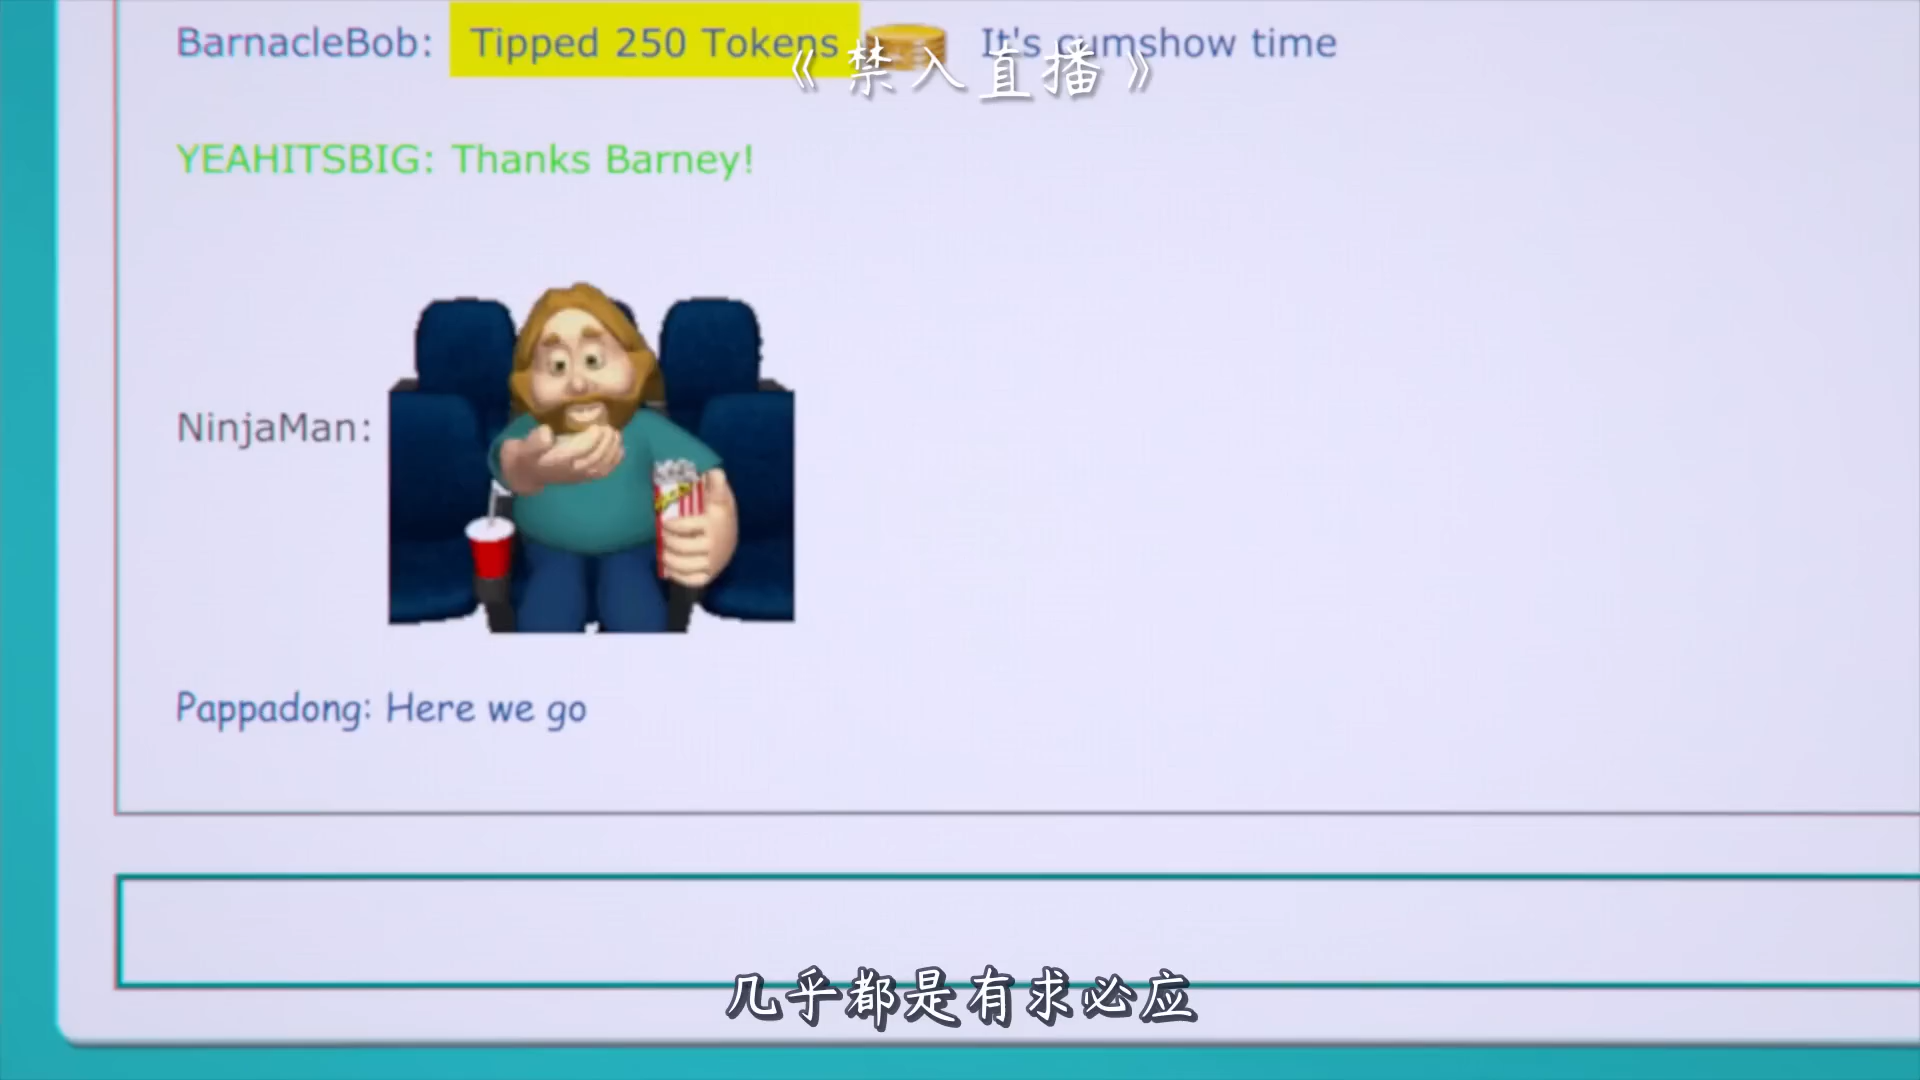 BarnacleBob: Tipped 250 Tokens It's cumshow time
《禁入直播》
YEAHITSBIG: Thanks Barney!
NinjaMan:
Pappadong: Here we go
几乎都是有求必应